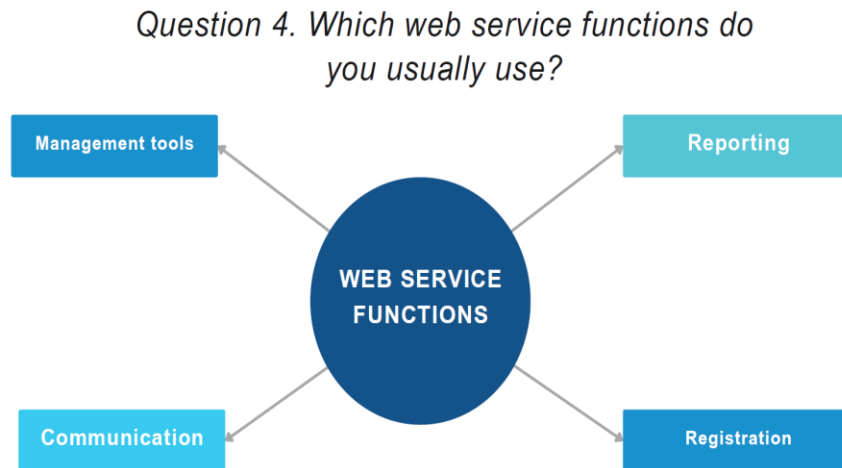 Question 4. Which web service functions do
you usually use?
Management tools
Reporting
WEB SERVICE
FUNCTIONS
Communication
Registration